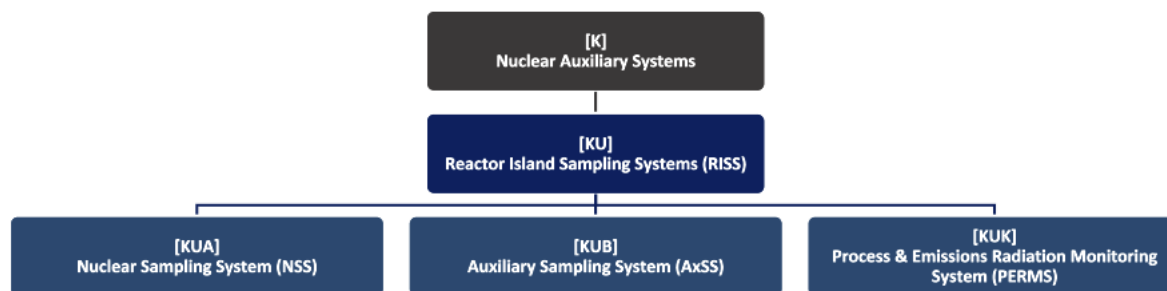 [K]
Nuclear Auxiliary Systems
[KU]
Reactor Island Sampling Systems (RISS)
[KUA]
Nuclear Sampling System (NSS)
[KUB]
Auxiliary Sampling System (AxSS)
[KUK]
Process & Emissions Radiation Monitoring
System (PERMS)